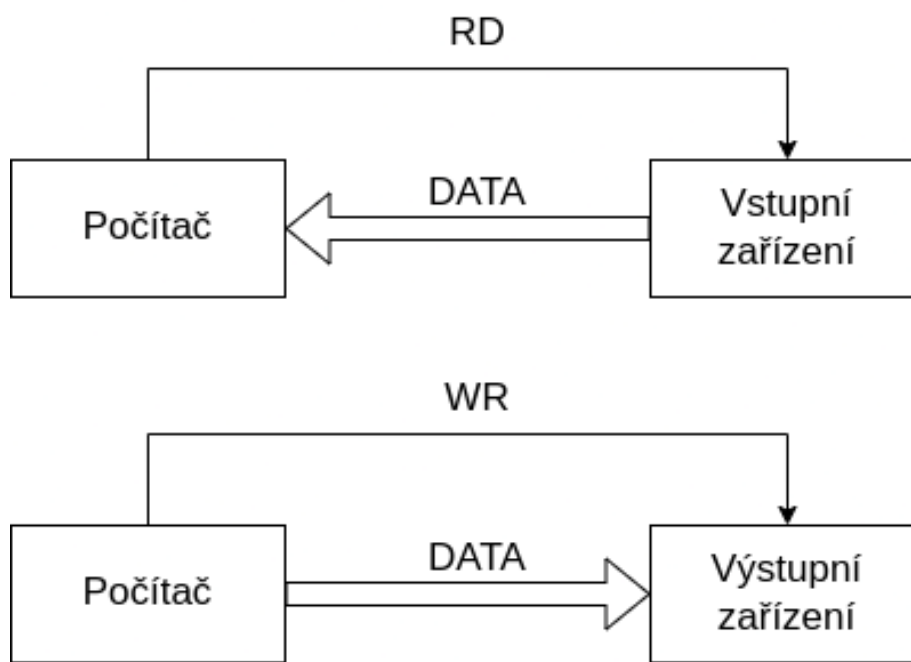 RD
Počítač
DATA
Vstupní
zařízení
WR
Počítač
DATA
Výstupní
zařízení